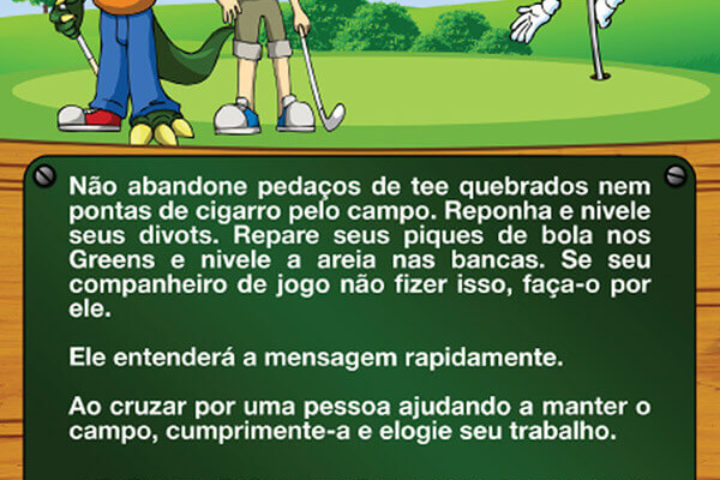 Não abandone pedaços de tee quebrados nem
pontas de cigarro pelo campo. Reponha e nivele
seus divots. Repare seus piques de bola nos
Greens e nivele a areia nas bancas. Se seu
companheiro de jogo não fizer isso, faça-o por
ele.
Ele entenderá a mensagem rapidamente.
Ao cruzar por uma pessoa ajudando a manter o
campo, cumprimente-a e elogie seu trabalho.